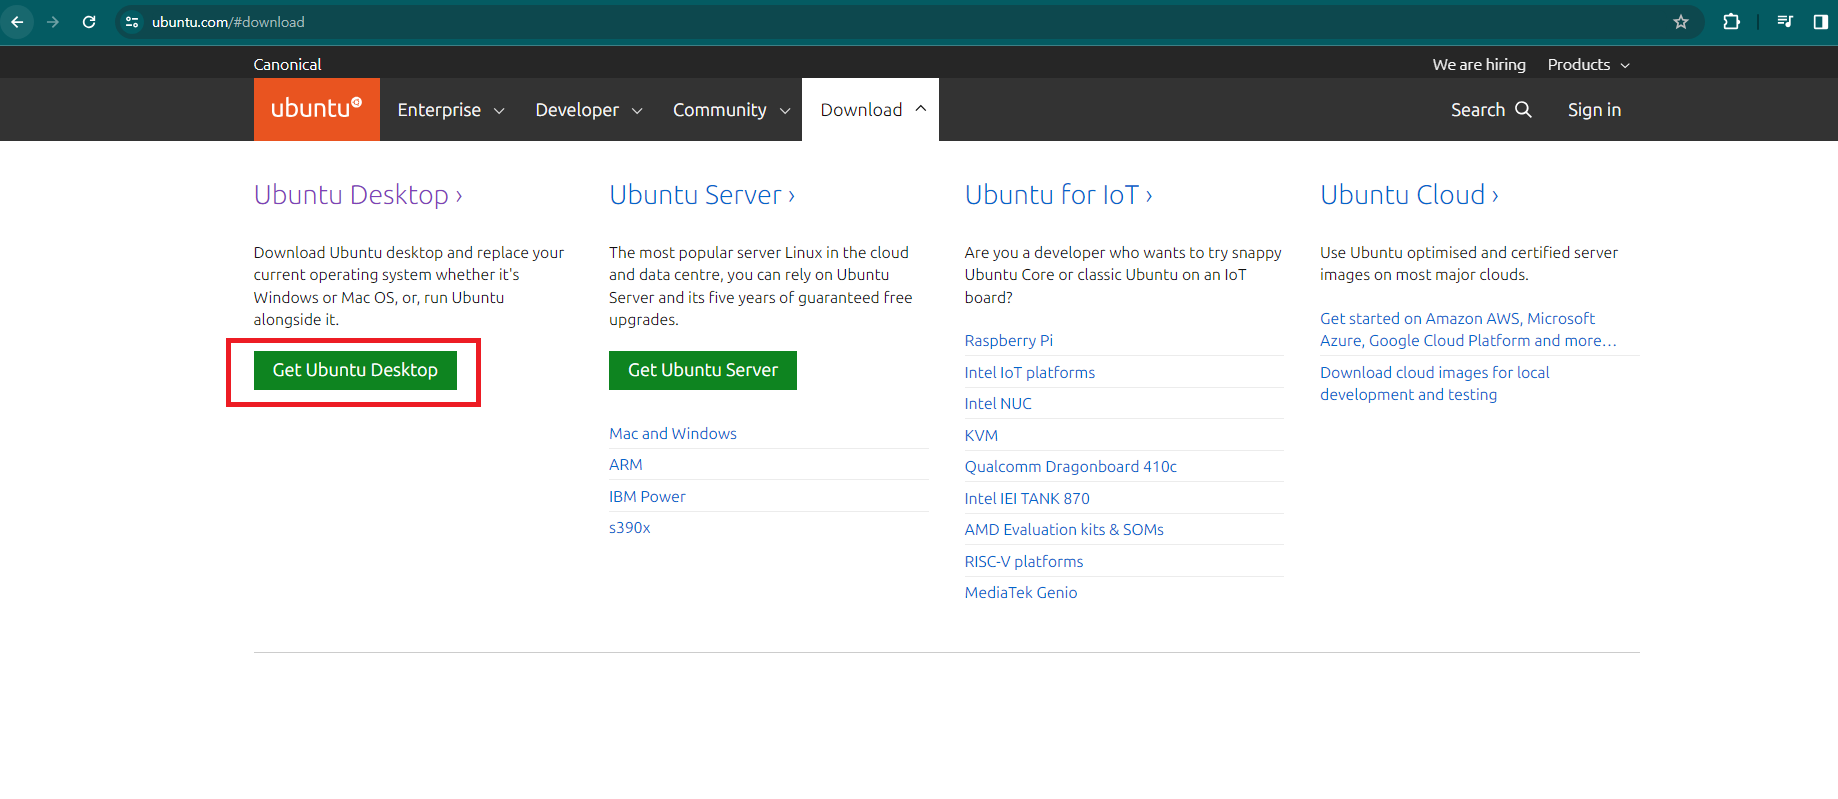 ubuntu.com/#download
Canonical
We are hiring
Products
ubuntu
Enterprise
Developer
Community
Download
Search
Sign in
Ubuntu Desktop ›
Download Ubuntu desktop and replace your
current operating system whether it's
Windows or Mac OS, or, run Ubuntu
alongside it.
Get Ubuntu Desktop
Ubuntu Server ›
The most popular server Linux in the cloud
and data centre, you can rely on Ubuntu
Server and its five years of guaranteed free
upgrades.
Get Ubuntu Server
Mac and Windows
ARM
IBM Power
s390x
Ubuntu for IoT ›
Are you a developer who wants to try snappy
Ubuntu Core or classic Ubuntu on an IoT
board?
Raspberry Pi
Intel IoT platforms
Intel NUC
KVM
Qualcomm Dragonboard 410c
Intel IEI TANK 870
AMD Evaluation kits & SOMs
RISC-V platforms
MediaTek Genio
Ubuntu Cloud ›
Use Ubuntu optimised and certified server
images on most major clouds.
Get started on Amazon AWS, Microsoft
Azure, Google Cloud Platform and more…
Download cloud images for local
development and testing